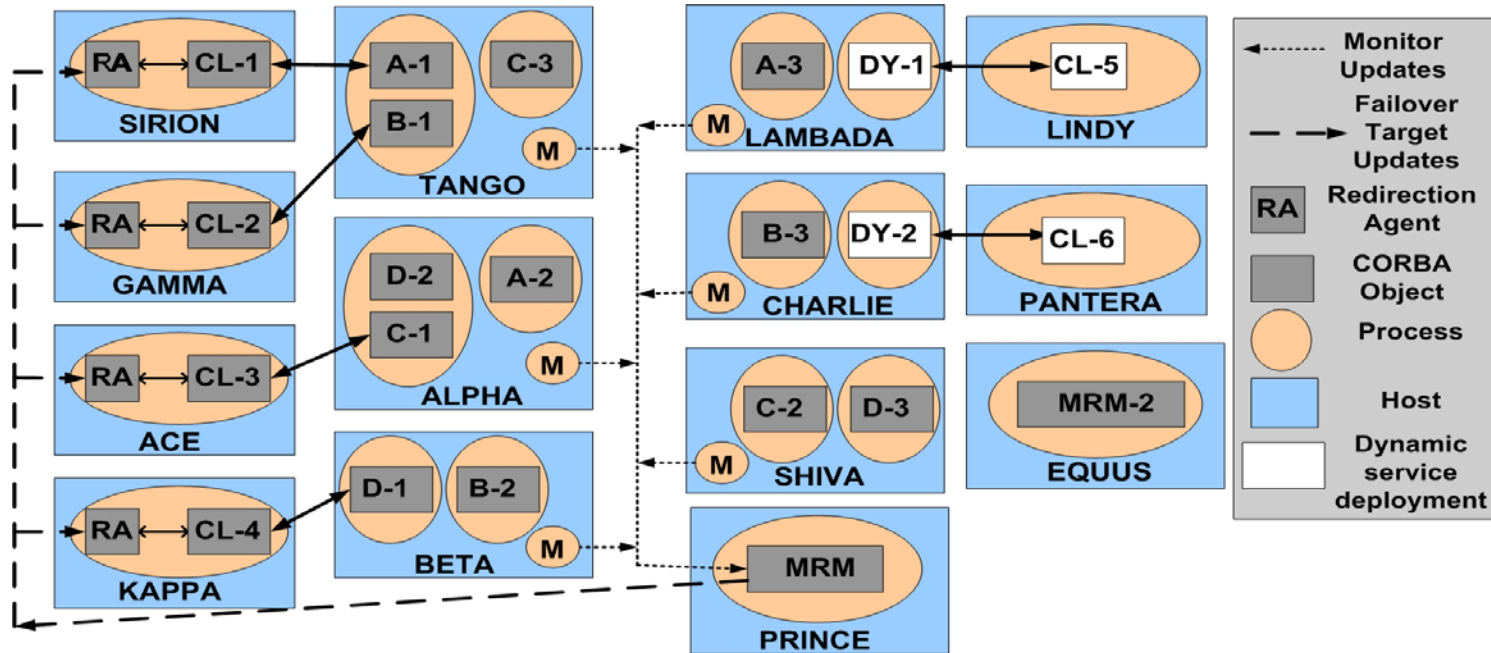 RA
CL-1
SIRION
RA
CL-2
GAMMA
RA
CL-3
ACE
RA
CL-4
KAPPA
A-1
C-3
B-1
M
TANGO
D-2
A-2
C-1
M
ALPHA
D-1
B-2
M
BETA
A-3
DY-1
M
LAMBADA
B-3
DY-2
M
CHARLIE
C-2
D-3
M
SHIVA
MRM
PRINCE
CL-5
LINDY
CL-6
PANTERA
MRM-2
EQUUS
Monitor
Updates
Failover
Target
Updates
RA
Redirection
Agent
CORBA
Object
Process
Host
Dynamic
service
deployment